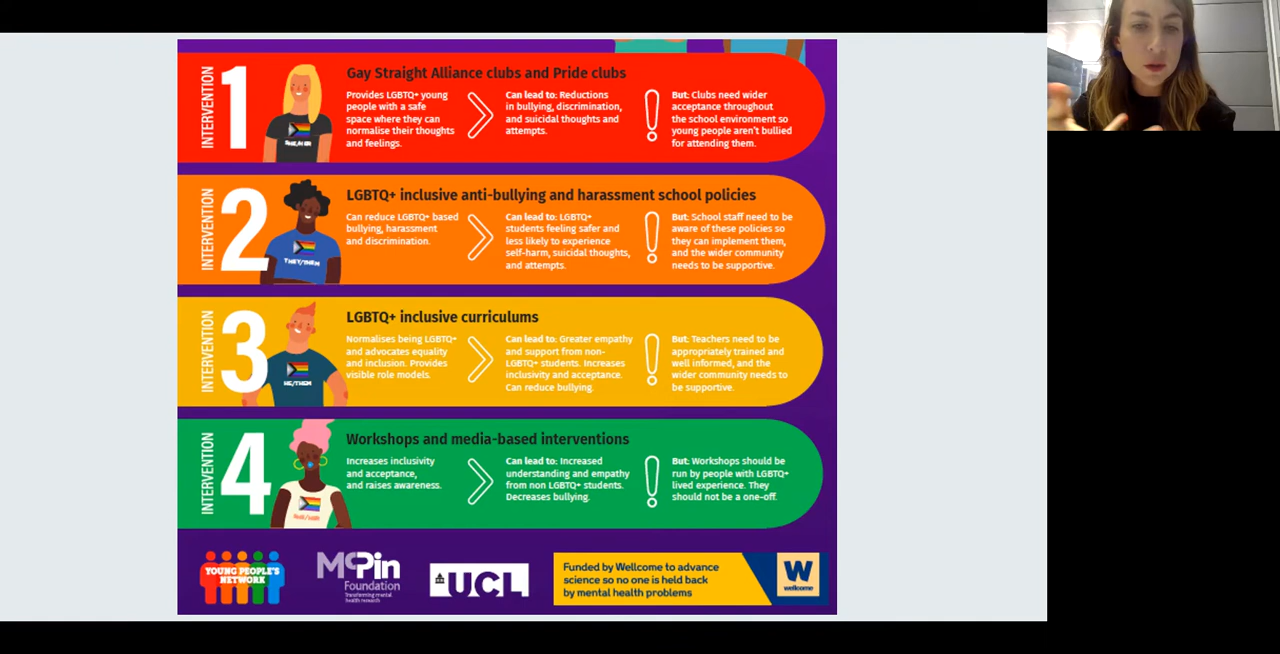 INTERVENTION
1
Gay Straight Alliance clubs and Pride clubs
Provides LGBTQ+ young
people with a safe
space where they can
normalise their thoughts
and feelings.
Can lead to: Reductions
in bullying, discrimination,
and suicidal thoughts and
attempts.
!
But: Clubs need wider
acceptance throughout
the school environment so
young people aren't bullied
for attending them.
SHE/HER
INTERVENTION
2
LGBTQ+ inclusive anti-bullying and harassment school policies
Can reduce LGBTQ+ based
bullying, harassment
and discrimination.
Can lead to: LGBTQ+
students feeling safer and
less likely to experience
self-harm, suicidal thoughts,
and attempts.
!
But: School staff need to be
aware of these policies so
they can implement them,
and the wider community
needs to be supportive.
THEY/THEM
INTERVENTION
3
LGBTQ+ inclusive curriculums
Normalises being LGBTQ+
and advocates equality
and inclusion. Provides
visible role models.
Can lead to: Greater empathy
and support from non-
LGBTQ+ students. Increases
inclusivity and acceptance.
Can reduce bullying.
!
But: Teachers need to be
appropriately trained and
well informed, and the
wider community needs to
be supportive.
HE/THEM
INTERVENTION
4
Workshops and media-based interventions
Increases inclusivity
and acceptance,
and raises awareness.
Can lead to: Increased
understanding and empathy
from non LGBTQ+ students.
Decreases bullying.
!
But: Workshops should be
run by people with LGBTQ+
lived experience. They
should not be a one-off.
YOUNG PEOPLE'S
NETWORK
McPin
Foundation
Transforming mental
health research
UCL
Funded by Wellcome to advance
science so no one is held back
by mental health problems
W
wellcome